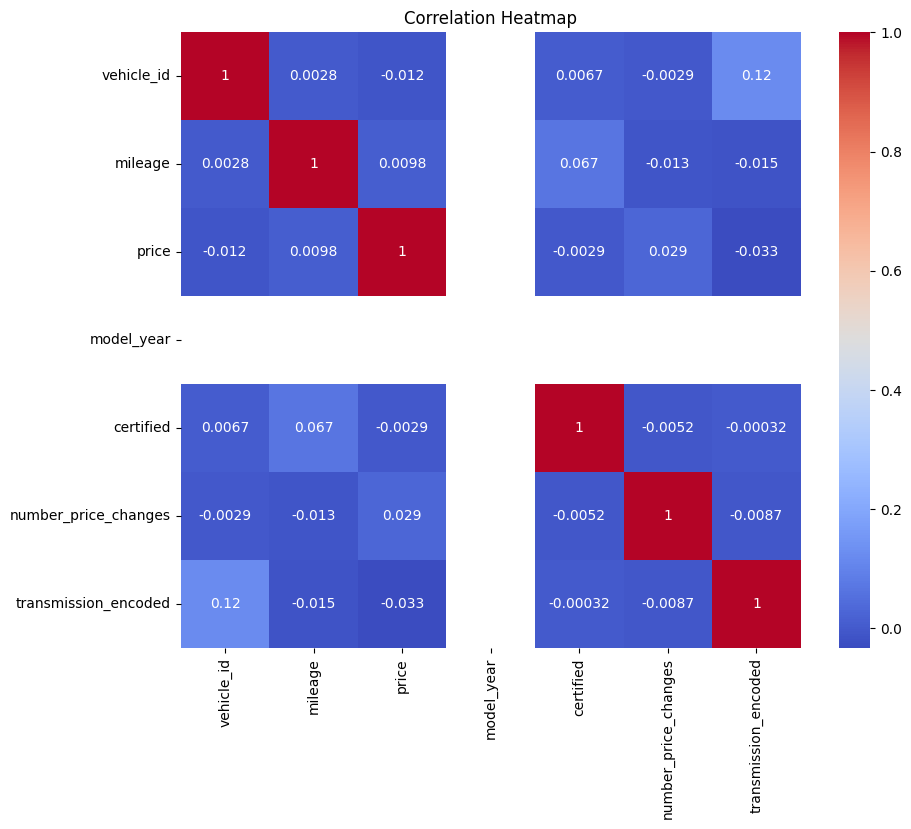 Correlation Heatmap
vehicle_id 1 0.0028 -0.012 0.0067 -0.0029 0.12
mileage 0.0028 1 0.0098 0.067 -0.013 -0.015
price -0.012 0.0098 1 -0.0029 0.029 -0.033
model_year
certified 0.0067 0.067 -0.0029 1 -0.0052 -0.00032
number_price_changes -0.0029 -0.013 0.029 -0.0052 1 -0.0087
transmission_encoded 0.12 -0.015 -0.033 -0.00032 -0.0087 1
vehicle_id
mileage
price
model_year
certified
number_price_changes
transmission_encoded
1.0
0.8
0.6
0.4
0.2
0.0